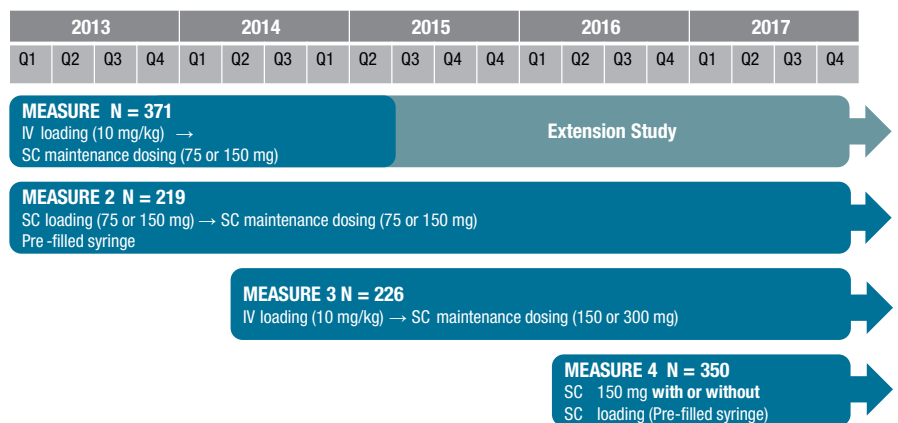 2013 2014 2015 2016 2017
Q1 Q2 Q3 Q4 Q1 Q2 Q3 Q1 Q2 Q3 Q4 Q4 Q1 Q2 Q3 Q4 Q1 Q2 Q3 Q4
MEASURE N = 371
IV loading (10 mg/kg) →
SC maintenance dosing (75 or 150 mg)
Extension Study
MEASURE 2 N = 219
SC loading (75 or 150 mg) → SC maintenance dosing (75 or 150 mg)
Pre -filled syringe
MEASURE 3 N = 226
IV loading (10 mg/kg) → SC maintenance dosing (150 or 300 mg)
MEASURE 4 N = 350
SC 150 mg with or without
SC loading (Pre-filled syringe)